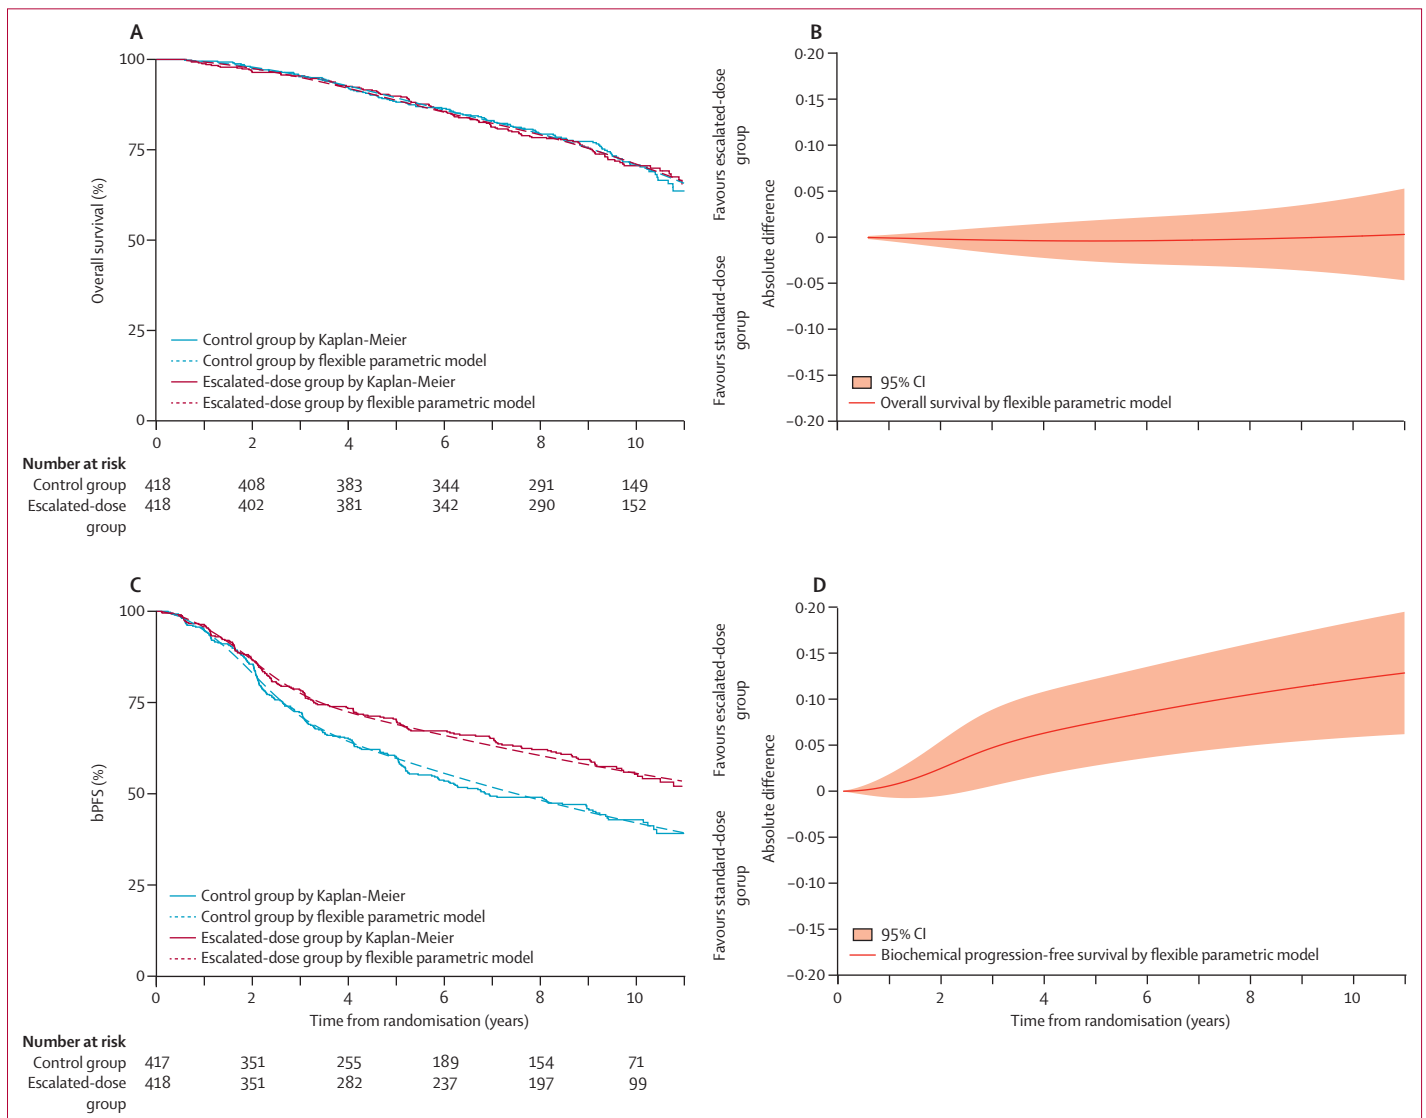 A
100
75
50
25
0
Overall survival (%)
Control group by Kaplan-Meier
Control group by flexible parametric model
Escalated-dose group by Kaplan-Meier
Escalated-dose group by flexible parametric model
0 2 4 6 8 10
Number at risk
Control group 418 408 383 344 291 149
Escalated-dose 418 402 381 342 290 152
group
B
0·20
0·15
0·10
0·05
0
–0·05
–0·10
–0·15
–0·20
Favours escalated-dose
group
Favours standard-dose
gorup
Absolute difference
95% CI
Overall survival by flexible parametric model
C
100
75
50
25
0
bPFS (%)
Control group by Kaplan-Meier
Control group by flexible parametric model
Escalated-dose group by Kaplan-Meier
Escalated-dose group by flexible parametric model
0 2 4 6 8 10
Time from randomisation (years)
Number at risk
Control group 417 351 255 189 154 71
Escalated-dose 418 351 282 237 197 99
group
D
0·20
0·15
0·10
0·05
0
–0·05
–0·10
–0·15
–0·20
Favours escalated-dose
group
Favours standard-dose
gorup
Absolute difference
95% CI
Biochemical progression-free survival by flexible parametric model
0 2 4 6 8 10
Time from randomisation (years)